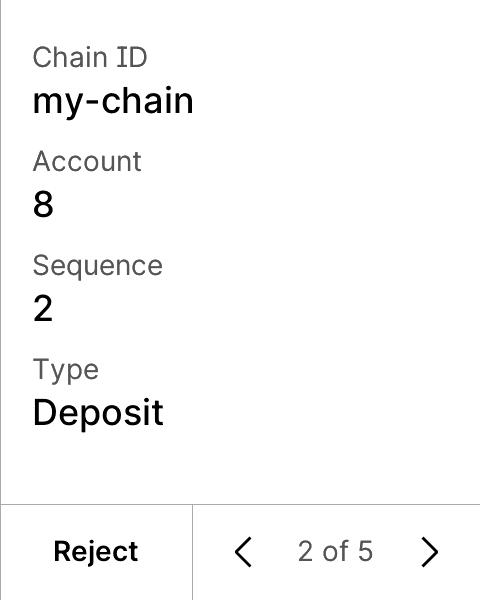 Chain ID
my-chain
Account
8
Sequence
2
Type
Deposit
Reject
2 of 5